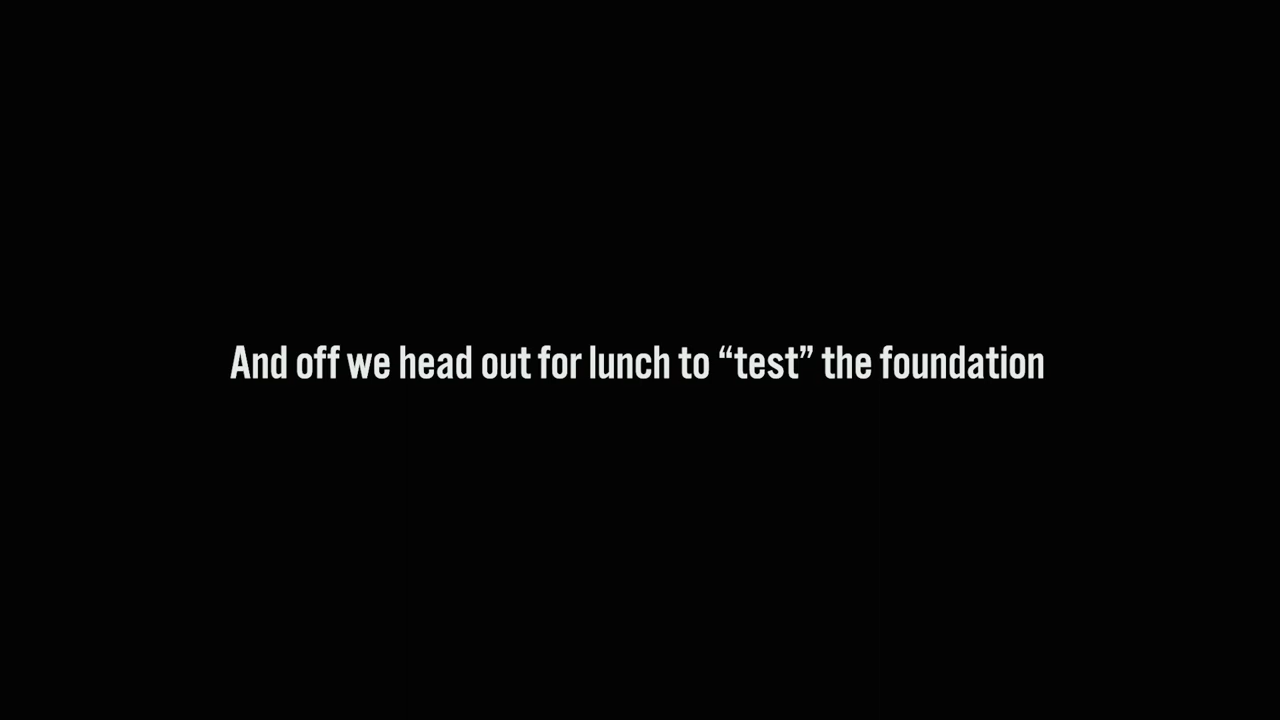 And off we head out for lunch to “test” the foundation